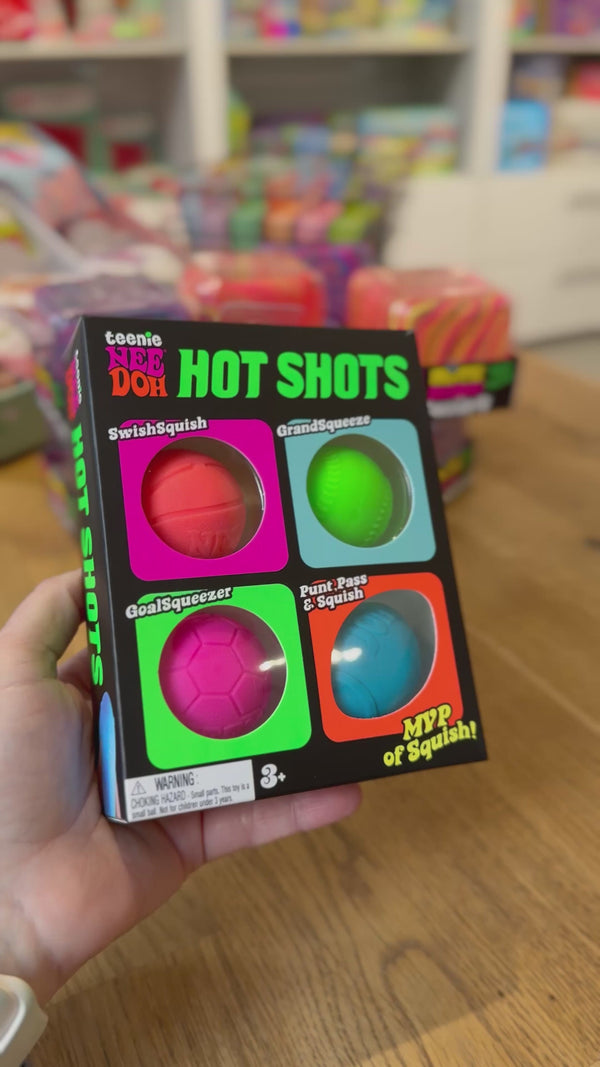 teenie
NEE
DOH
HOT SHOTS
SwishSquish
GrandSqueeze
GoalSqueezer
Punt, Pass
& Squish
MVP
of Squish!
WARNING:
CHOKING HAZARD - Small parts. This toy is a
small ball. Not for children under 3 years.
3+
HOT SHOTS